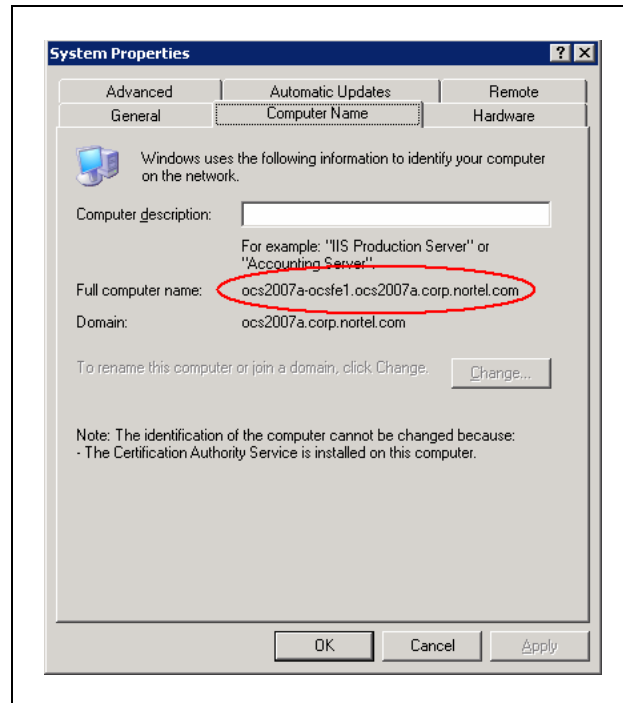 System Properties
Advanced
Automatic Updates
Remote
General
Computer Name
Hardware
Windows uses the following information to identify your computer
on the network.
Computer description:
For example: "IIS Production Server" or
"Accounting Server".
Full computer name:
ocs2007a-ocsfe1.ocs2007a.corp.nortel.com
Domain:
ocs2007a.corp.nortel.com
To rename this computer or join a domain, click Change.
Change...
Note: The identification of the computer cannot be changed because:
- The Certification Authority Service is installed on this computer.
OK
Cancel
Apply